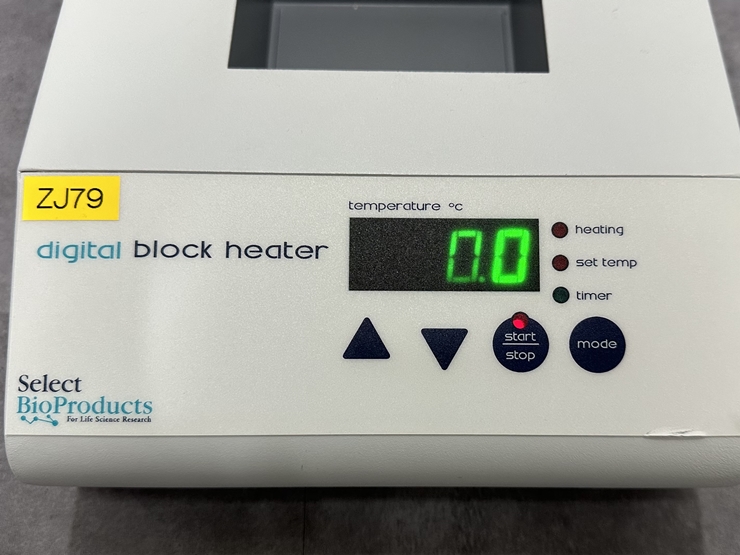 ZJ79
temperature °c
digital block heater
0.0
heating
set temp
timer
start
stop
mode
Select
BioProducts
For Life Science Research